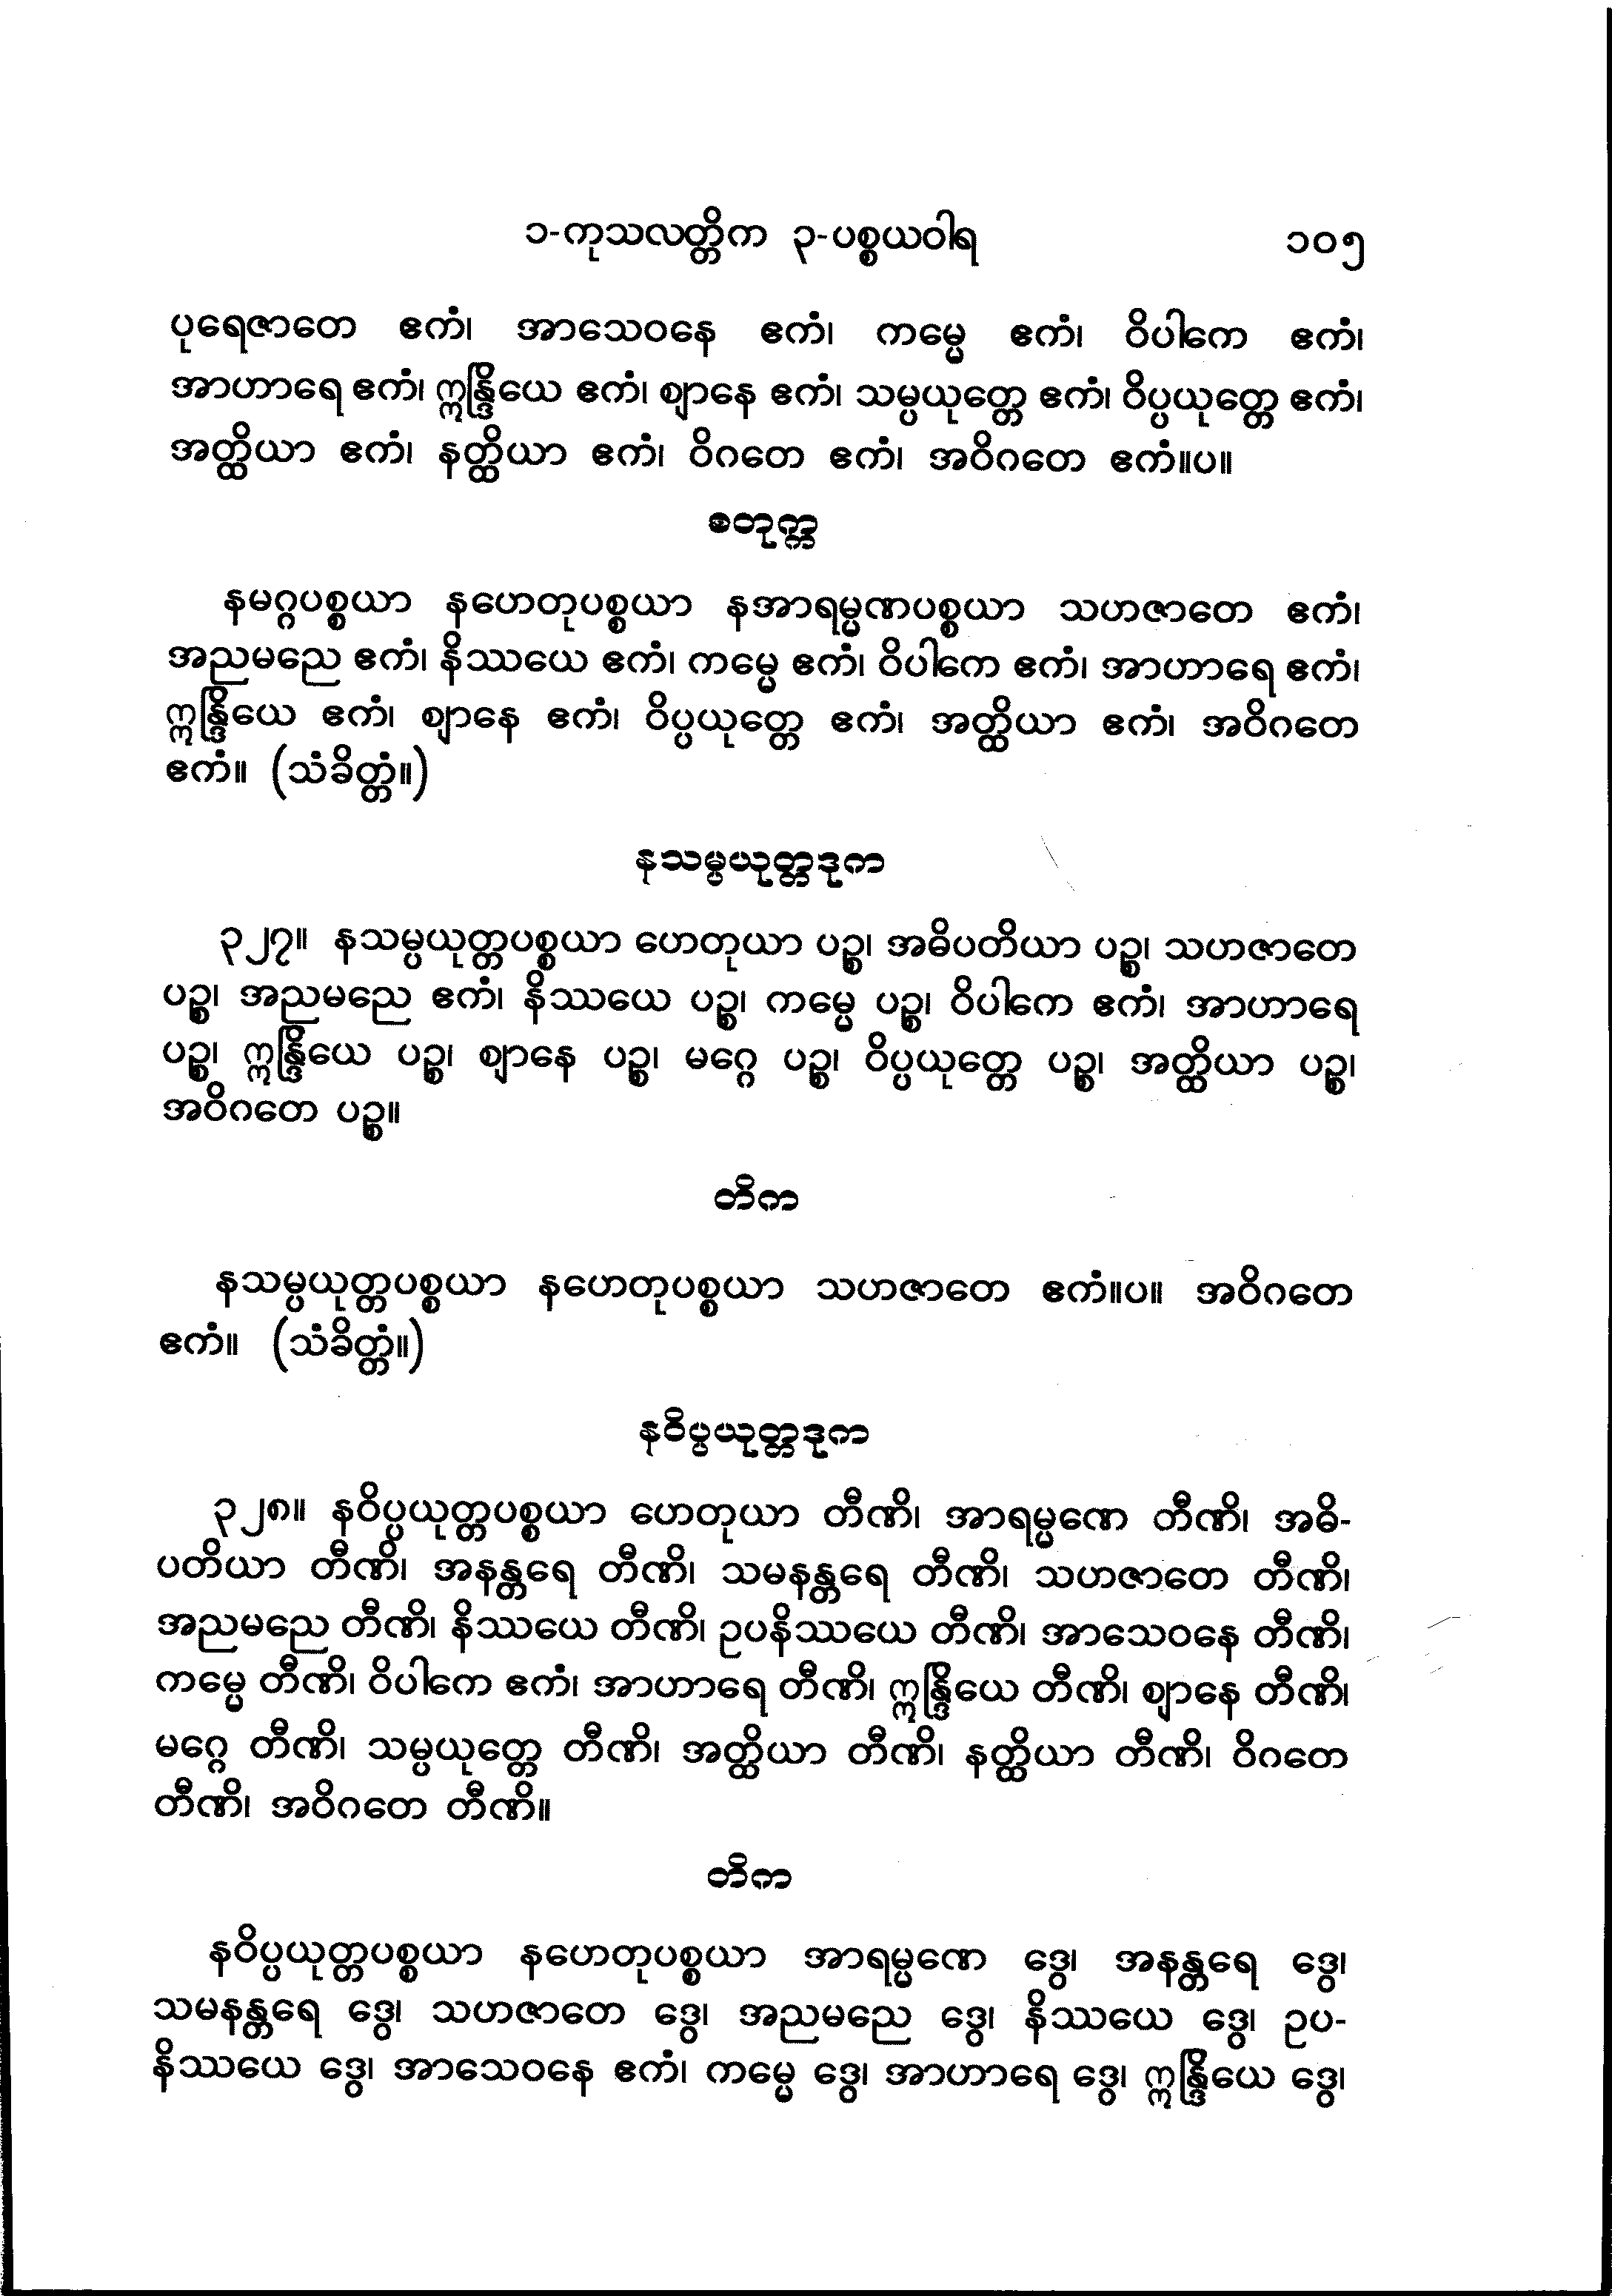 ၁-ကုသလတ္တိက ၃-ပစ္စယဝါရ ၁၀၅
ပုရေဇာတေ ဧကံ၊ အာသေဝနေ ဧကံ၊ ကမ္မေ ဧကံ၊ ဝိပါကေ ဧကံ၊
အာဟာရေ ဧကံ၊ ဣန္ဒြိယေ ဧကံ၊ ဈာနေ ဧကံ၊ သမ္ပယုတ္တေ ဧကံ၊ ဝိပ္ပယုတ္တေ ဧကံ၊
အတ္ထိယာ ဧကံ၊ နတ္ထိယာ ဧကံ၊ ဝိဂတေ ဧကံ၊ အဝိဂတေ ဧကံ။ပ။
စတုက္က
နမဂ္ဂပစ္စယာ နဟေတုပစ္စယာ နအာရမ္မဏပစ္စယာ သဟဇာတေ ဧကံ၊
အညမညေ ဧကံ၊ နိဿယေ ဧကံ၊ ကမ္မေ ဧကံ၊ ဝိပါကေ ဧကံ၊ အာဟာရေ ဧကံ၊
ဣန္ဒြိယေ ဧကံ၊ ဈာနေ ဧကံ၊ ဝိပ္ပယုတ္တေ ဧကံ၊ အတ္ထိယာ ဧကံ၊ အဝိဂတေ
ဧကံ။ (သံခိတ္တံ။)
နသမ္ပယုတ္တဒုက
၃၂၇။ နသမ္ပယုတ္တပစ္စယာ ဟေတုယာ ပဉ္စ၊ အဓိပတိယာ ပဉ္စ၊ သဟဇာတေ
ပဉ္စ၊ အညမညေ ဧကံ၊ နိဿယေ ပဉ္စ၊ ကမ္မေ ပဉ္စ၊ ဝိပါကေ ဧကံ၊ အာဟာရေ
ပဉ္စ၊ ဣန္ဒြိယေ ပဉ္စ၊ ဈာနေ ပဉ္စ၊ မဂ္ဂေ ပဉ္စ၊ ဝိပ္ပယုတ္တေ ပဉ္စ၊ အတ္ထိယာ ပဉ္စ၊
အဝိဂတေ ပဉ္စ။
တိက
နသမ္ပယုတ္တပစ္စယာ နဟေတုပစ္စယာ သဟဇာတေ ဧကံ။ပ။ အဝိဂတေ
ဧကံ။ (သံခိတ္တံ။)
နဝိပ္ပယုတ္တဒုက
၃၂၈။ နဝိပ္ပယုတ္တပစ္စယာ ဟေတုယာ တီဏိ၊ အာရမ္မဏေ တီဏိ၊ အဓိ-
ပတိယာ တီဏိ၊ အနန္တရေ တီဏိ၊ သမနန္တရေ တီဏိ၊ သဟဇာတေ တီဏိ၊
အညမညေ တီဏိ၊ နိဿယေ တီဏိ၊ ဥပနိဿယေ တီဏိ၊ အာသေဝနေ တီဏိ၊
ကမ္မေ တီဏိ၊ ဝိပါကေ ဧကံ၊ အာဟာရေ တီဏိ၊ ဣန္ဒြိယေ တီဏိ၊ ဈာနေ တီဏိ၊
မဂ္ဂေ တီဏိ၊ သမ္ပယုတ္တေ တီဏိ၊ အတ္ထိယာ တီဏိ၊ နတ္ထိယာ တီဏိ၊ ဝိဂတေ
တီဏိ၊ အဝိဂတေ တီဏိ။
တိက
နဝိပ္ပယုတ္တပစ္စယာ နဟေတုပစ္စယာ အာရမ္မဏေ ဒွေ၊ အနန္တရေ ဒွေ၊
သမနန္တရေ ဒွေ၊ သဟဇာတေ ဒွေ၊ အညမညေ ဒွေ၊ နိဿယေ ဒွေ၊ ဥပ-
နိဿယေ ဒွေ၊ အာသေဝနေ ဧကံ၊ ကမ္မေ ဒွေ၊ အာဟာရေ ဒွေ၊ ဣန္ဒြိယေ ဒွေ၊